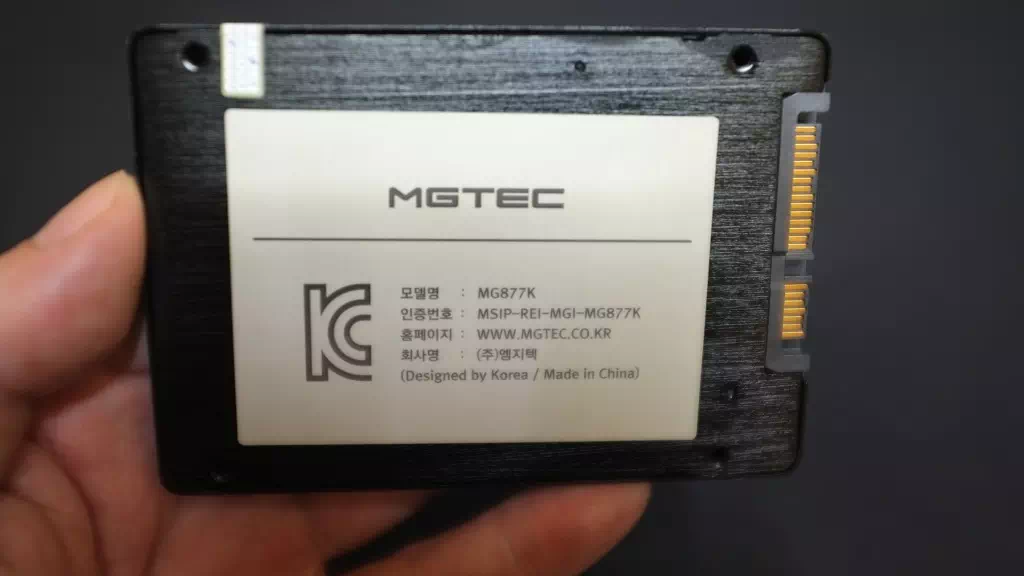 MGTEC
모델명 : MG877K
인증번호 : MSIP-REI-MGI-MG877K
홈페이지 : WWW.MGTEC.CO.KR
회사명 : (주)엠지텍
(Designed by Korea / Made in China)